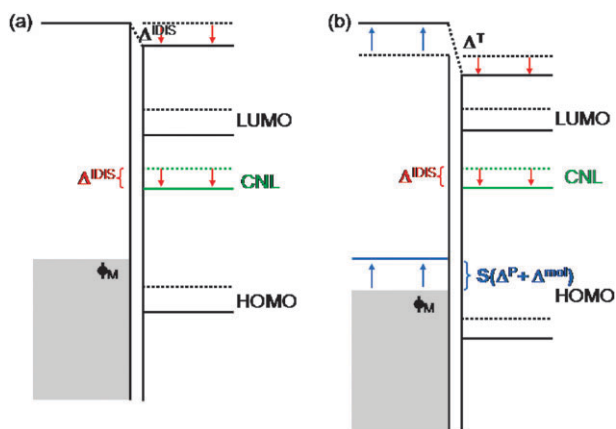 (a)
Δ^IDIS
LUMO
Δ^IDIS
CNL
ϕ_M
HOMO
(b)
Δ^T
LUMO
Δ^IDIS
CNL
S(Δ^P + Δ^mol)
ϕ_M
HOMO